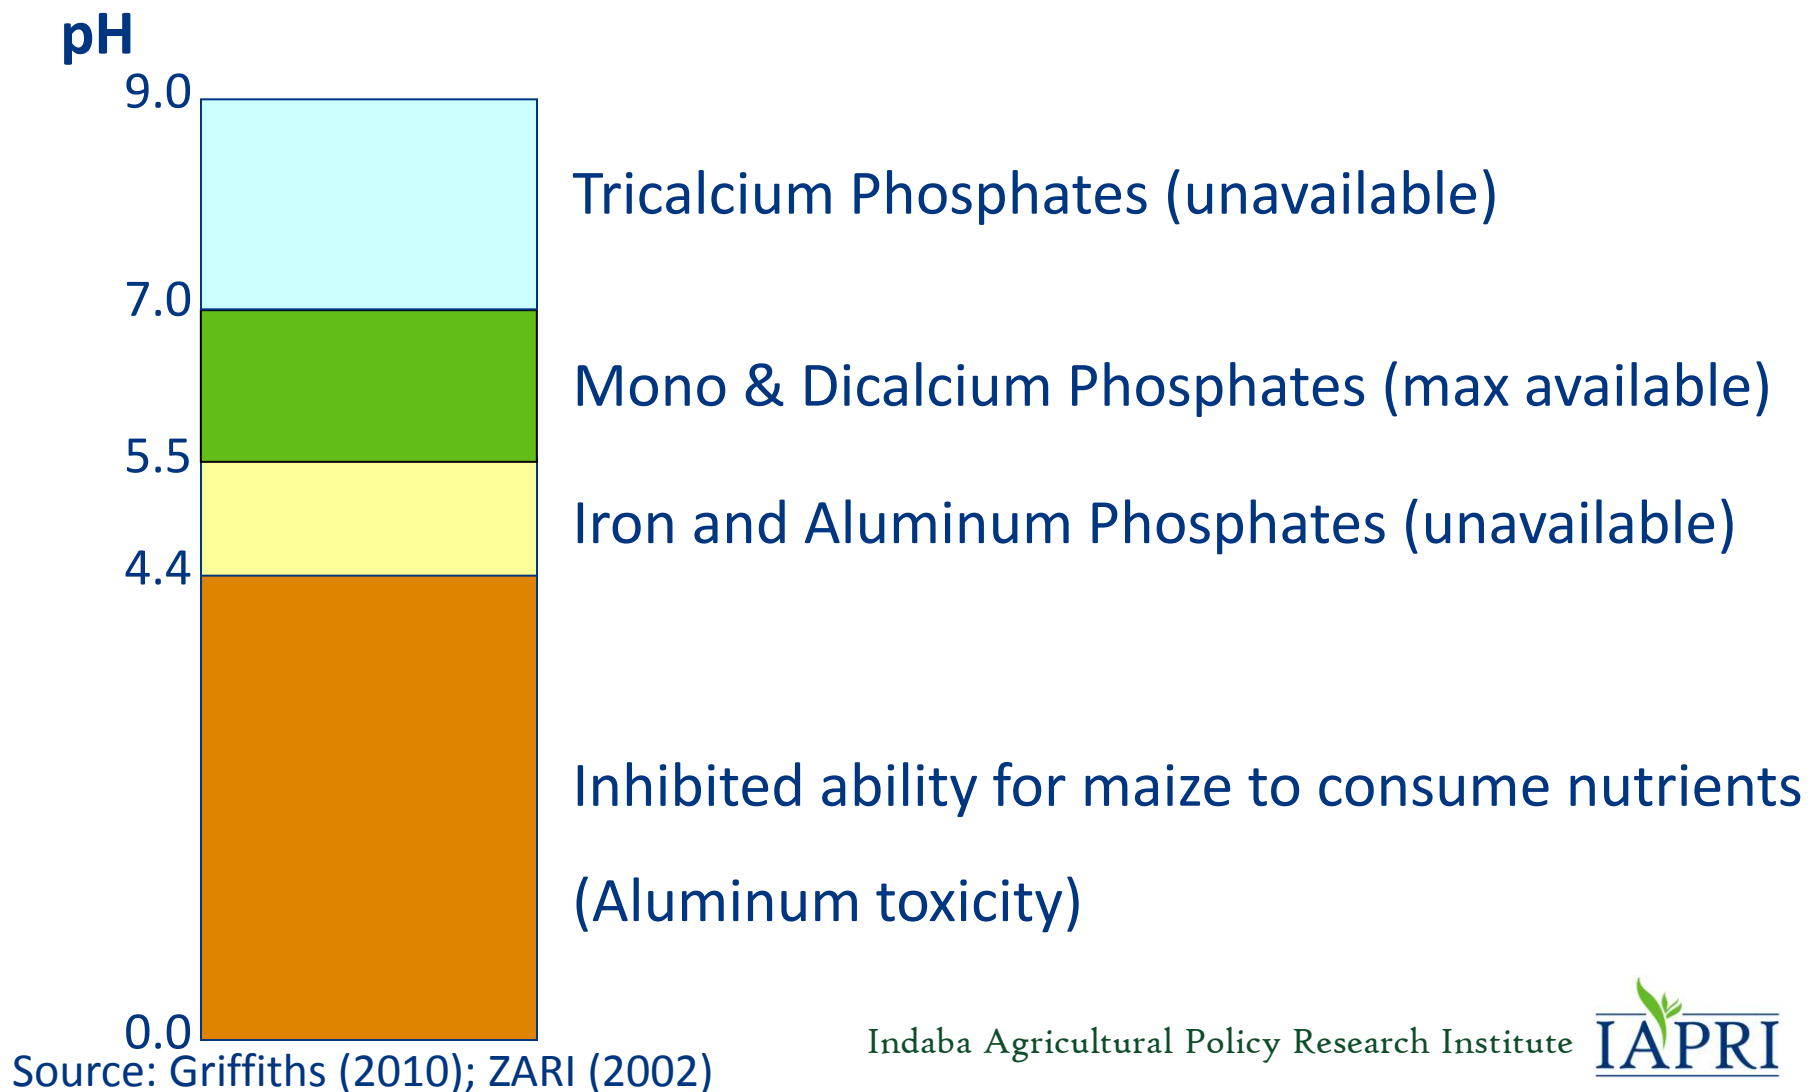 pH
9.0
Tricalcium Phosphates (unavailable)
7.0
Mono & Dicalcium Phosphates (max available)
5.5
Iron and Aluminum Phosphates (unavailable)
4.4
Inhibited ability for maize to consume nutrients
(Aluminum toxicity)
0.0
Source: Griffiths (2010); ZARI (2002)
Indaba Agricultural Policy Research Institute
IAPRI